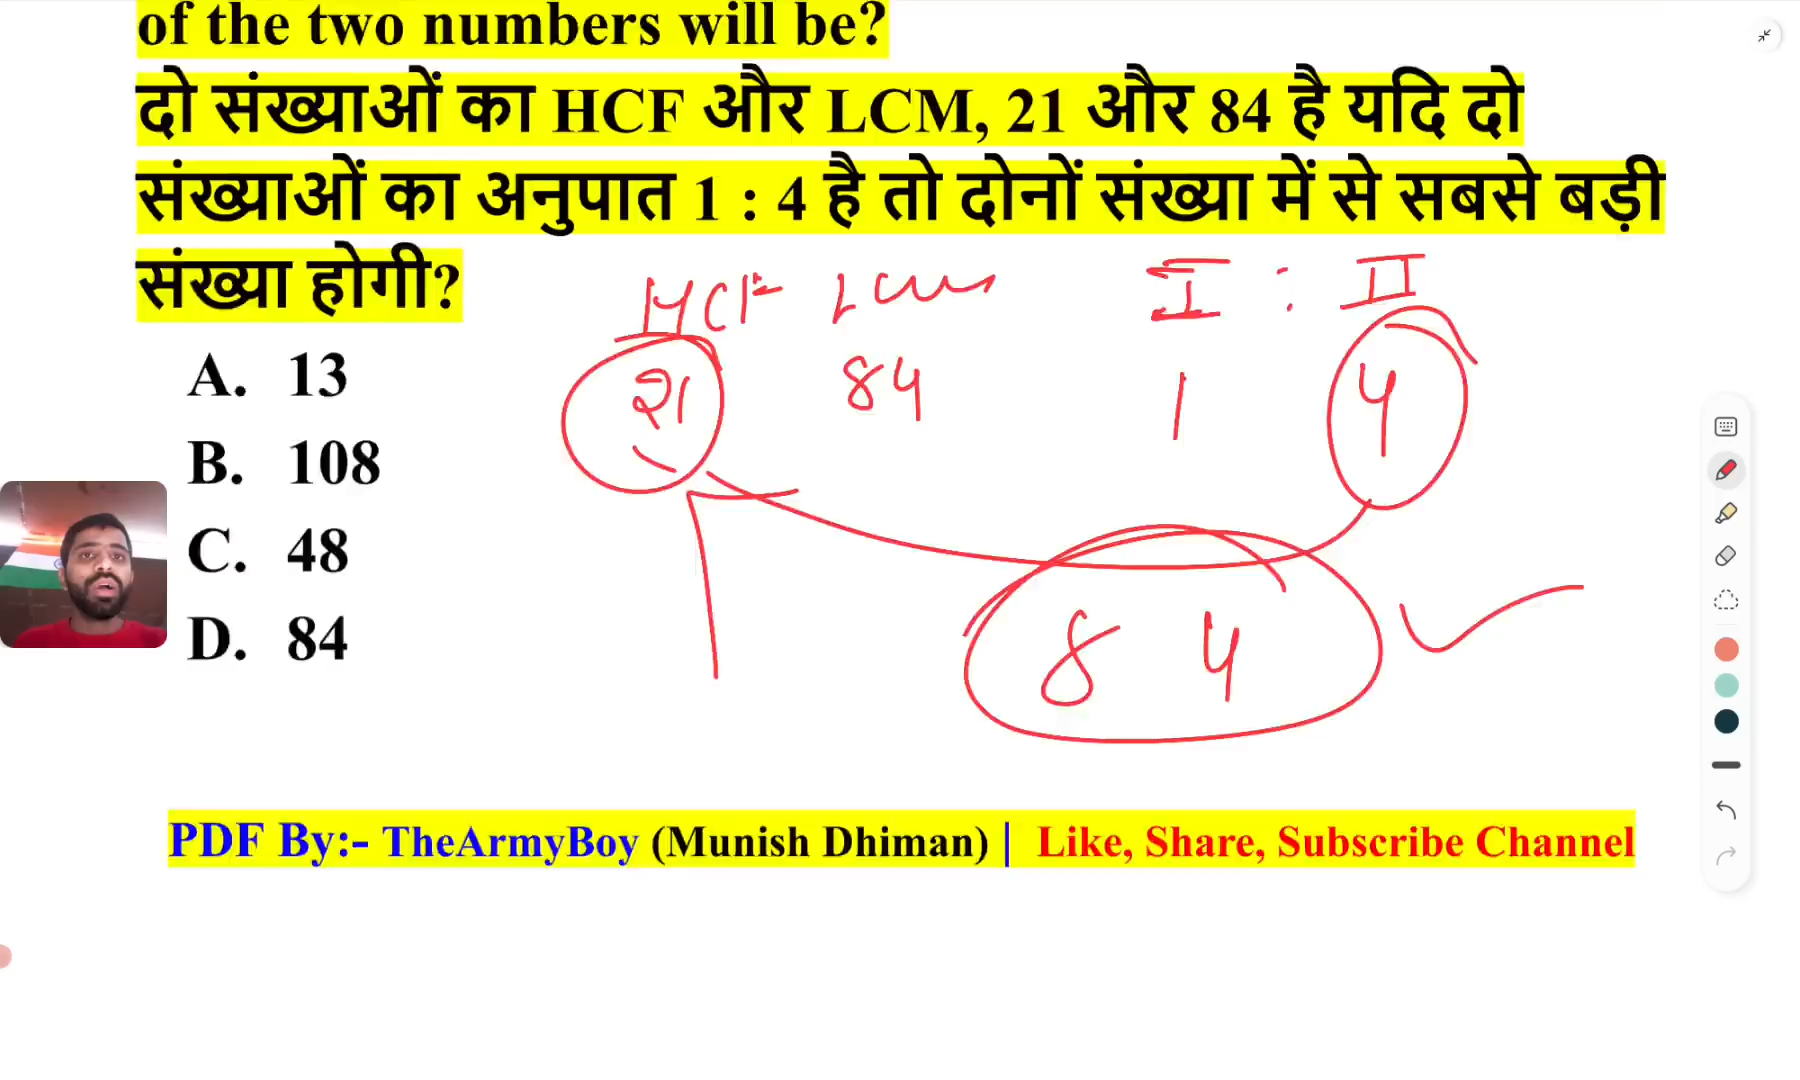 of the two numbers will be?
दो संख्याओं का HCF और LCM, 21 और 84 है यदि दो
संख्याओं का अनुपात 1 : 4 है तो दोनों संख्या में से सबसे बड़ी
संख्या होगी?
HCF LCM I : II
21 84 1 4
A. 13
B. 108
C. 48
D. 84
8 4
PDF By:- TheArmyBoy (Munish Dhiman) | Like, Share, Subscribe Channel